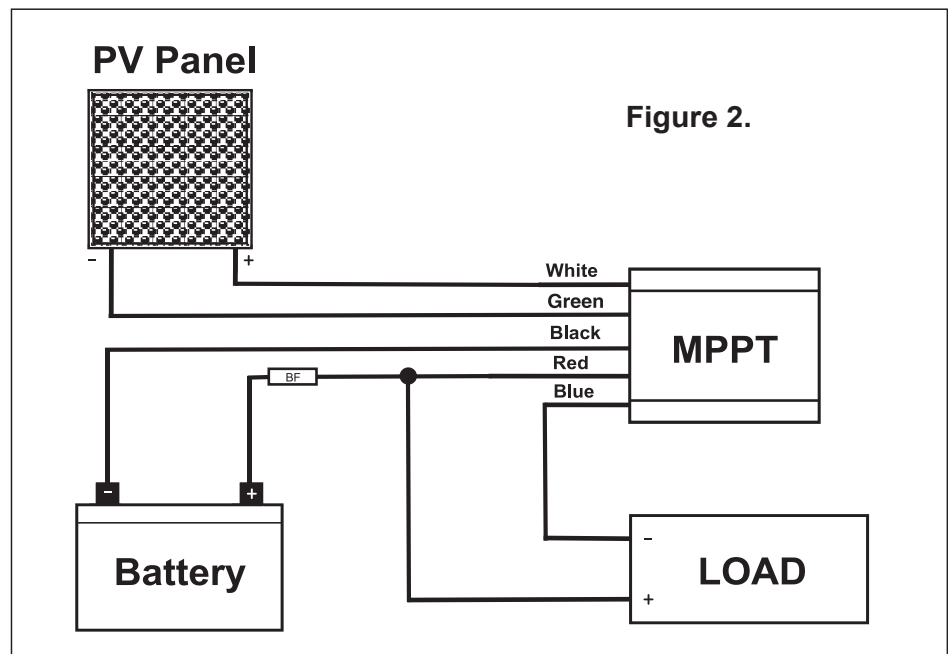 PV Panel
Figure 2.
- +
White
Green
Black
Red
BF
Blue
MPPT
- +
Battery
-
LOAD
+